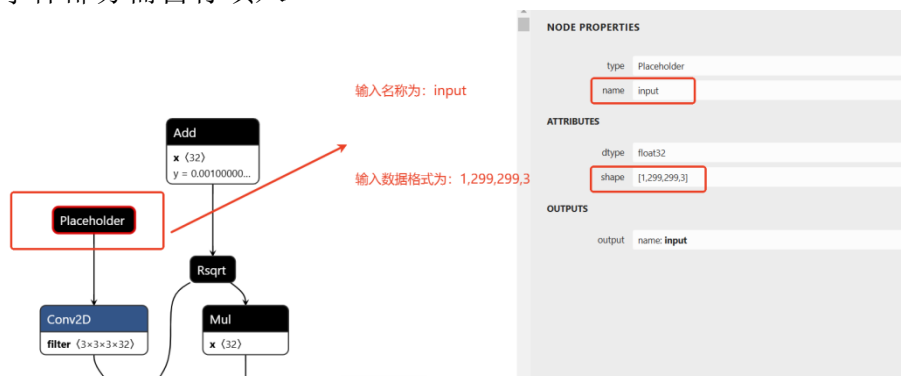 NODE PROPERTIES
type Placeholder
输入名称为：input
name input
ATTRIBUTES
Add
x ⟨32⟩
y = 0.00100000...
dtype float32
输入数据格式为：1,299,299,3
shape [1,299,299,3]
OUTPUTS
Placeholder
output name: input
Rsqrt
Conv2D
filter ⟨3×3×3×32⟩
Mul
x ⟨32⟩